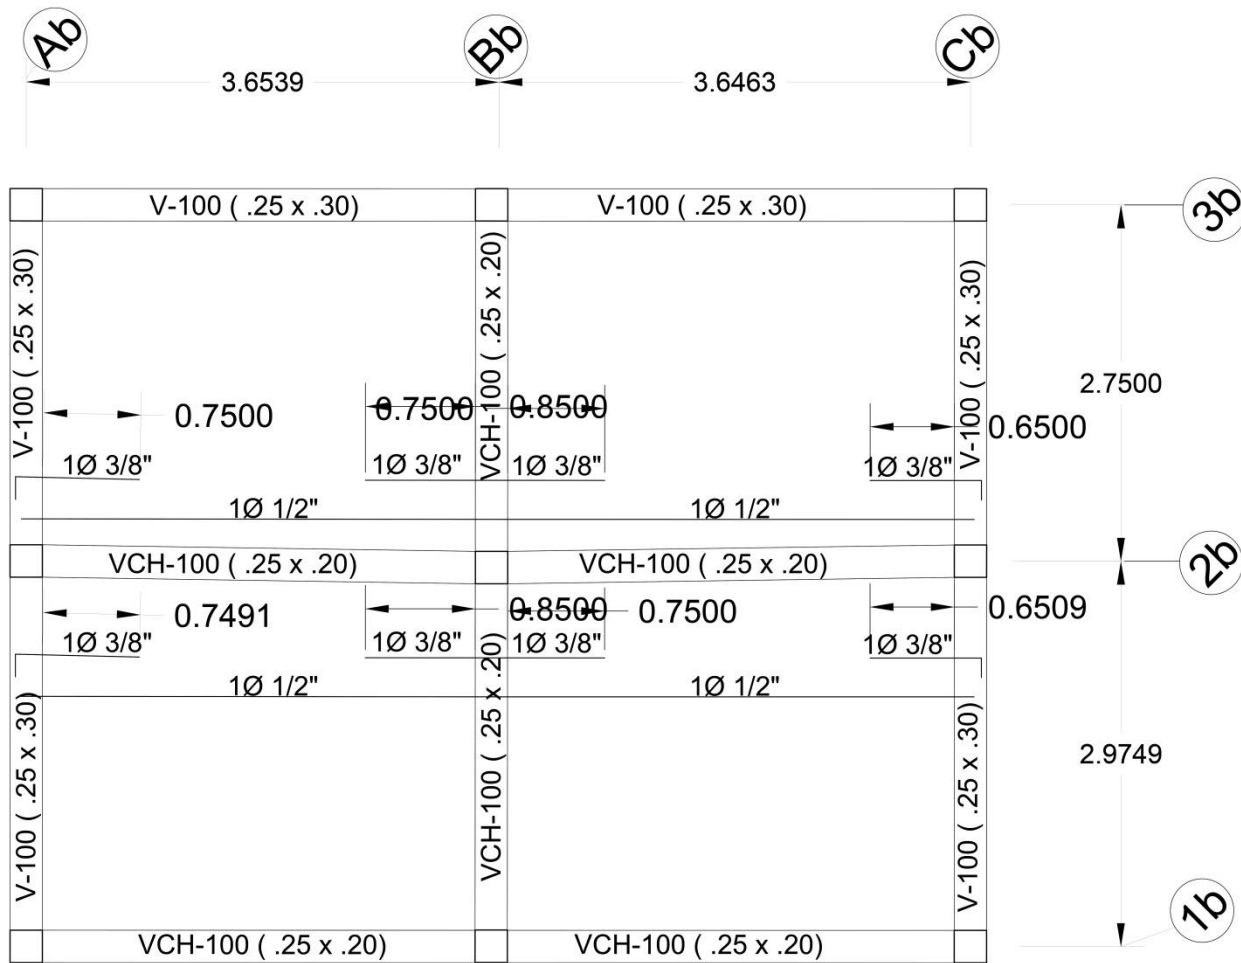 Ab
Bb
Cb
3.6539
3.6463
V-100 ( .25 x .30)
V-100 ( .25 x .30)
3b
V-100 ( .25 x .30)
VCH-100 ( .25 x .20)
V-100 ( .25 x .30)
2.7500
0.7500
0.7500
0.8500
0.6500
1Ø 3/8"
1Ø 3/8"
1Ø 3/8"
1Ø 3/8"
1Ø 1/2"
1Ø 1/2"
VCH-100 ( .25 x .20)
VCH-100 ( .25 x .20)
2b
0.7491
0.8500
0.7500
0.6509
1Ø 3/8"
1Ø 3/8"
1Ø 3/8"
1Ø 3/8"
1Ø 1/2"
1Ø 1/2"
V-100 ( .25 x .30)
VCH-100 ( .25 x .20)
V-100 ( .25 x .30)
2.9749
1b
VCH-100 ( .25 x .20)
VCH-100 ( .25 x .20)